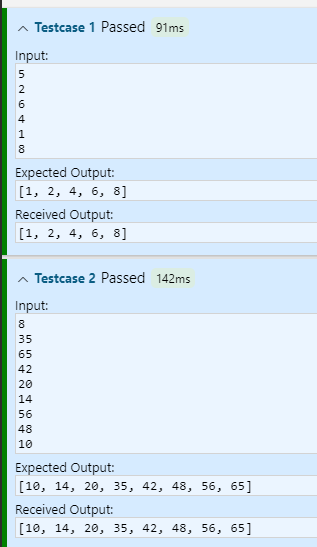 Testcase 1 Passed 91ms
Input:
5
2
6
4
1
8
Expected Output:
[1, 2, 4, 6, 8]
Received Output:
[1, 2, 4, 6, 8]
Testcase 2 Passed 142ms
Input:
8
35
65
42
20
14
56
48
10
Expected Output:
[10, 14, 20, 35, 42, 48, 56, 65]
Received Output:
[10, 14, 20, 35, 42, 48, 56, 65]